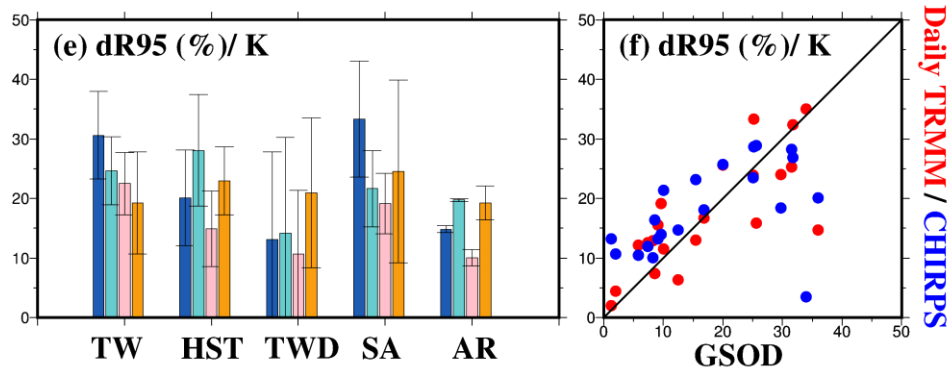 (e) dR95 (%)/ K
50
40
30
20
10
0
TW HST TWD SA AR
(f) dR95 (%)/ K
50
40
30
20
10
0
0 10 20 30 40 50
GSOD
Daily TRMM / CHIRPS